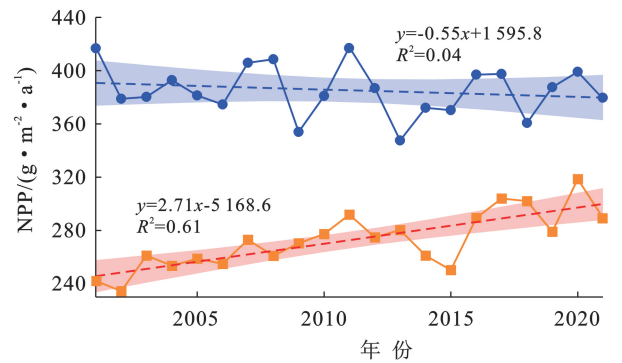 440
400
360
320
280
240
NPP/(g·m⁻²·a⁻¹)
y=-0.55x+1 595.8
R²=0.04
y=2.71x-5 168.6
R²=0.61
2005
2010
2015
2020
年 份